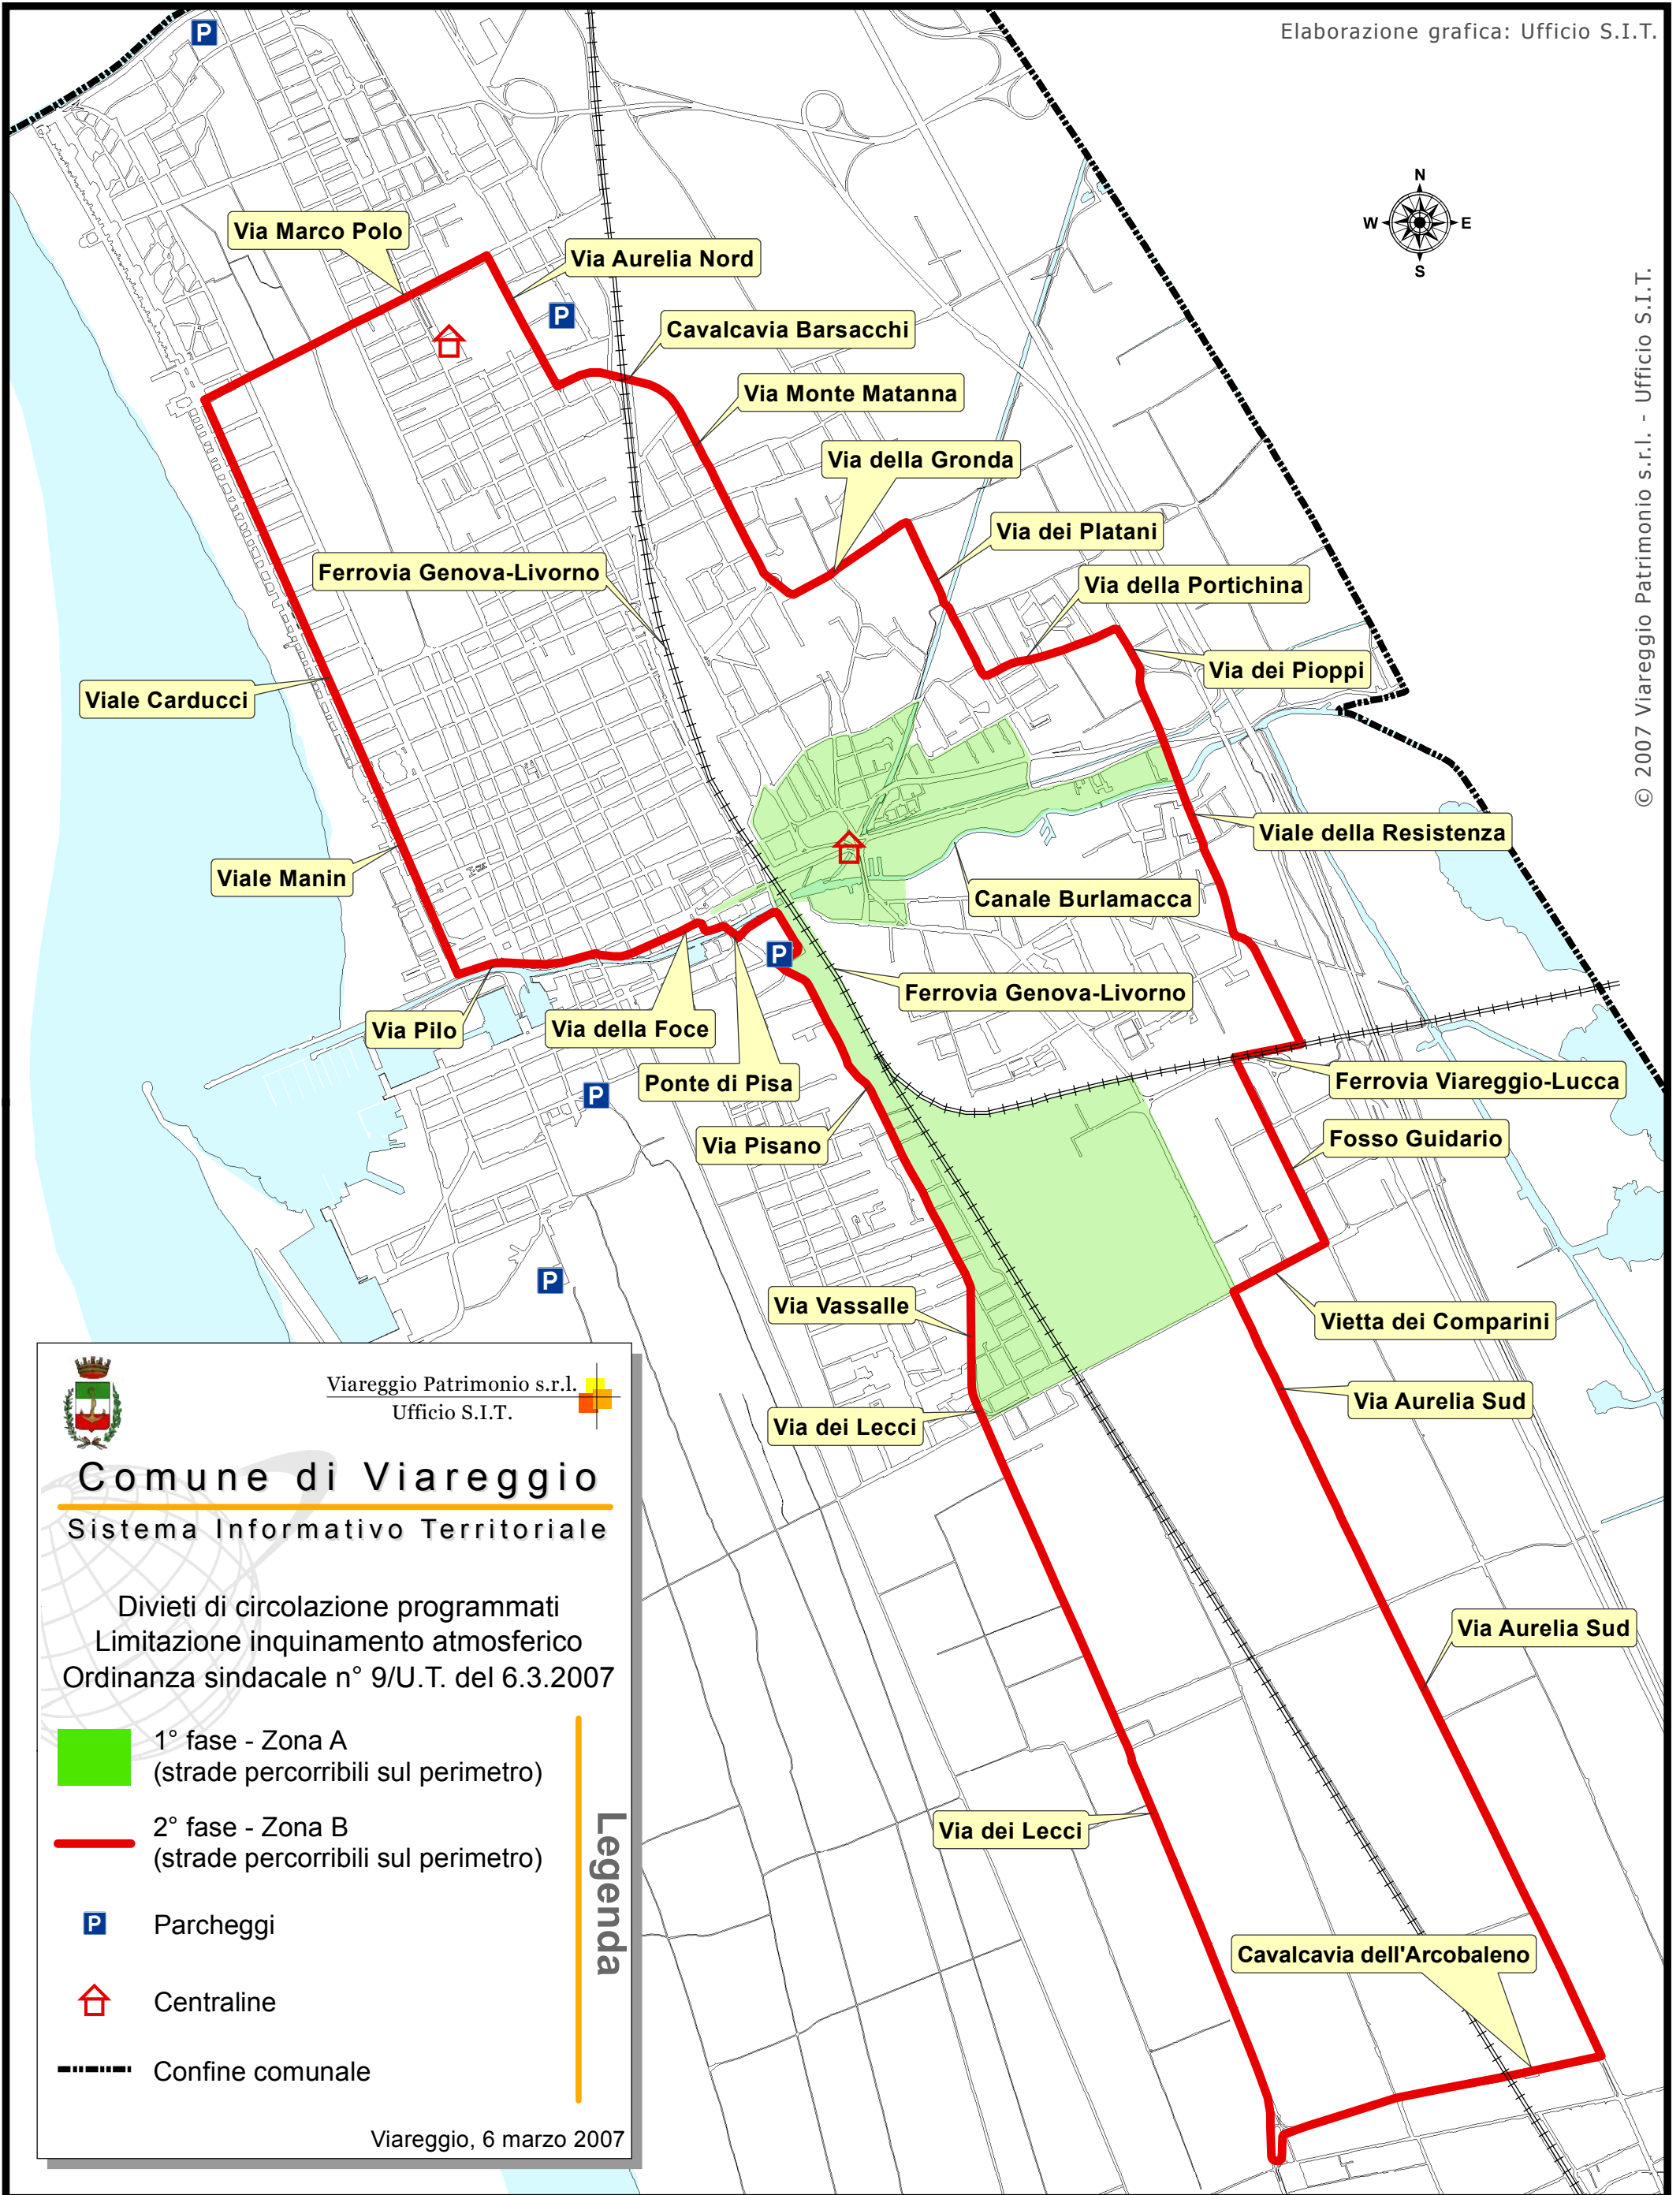 Elaborazione grafica: Ufficio S.I.T.
P
N
W
E
S
© 2007 Viareggio Patrimonio s.r.l. - Ufficio S.I.T.
Via Marco Polo
Via Aurelia Nord
P
Cavalcavia Barsacchi
Via Monte Matanna
Via della Gronda
Via dei Platani
Ferrovia Genova-Livorno
Via della Portichina
Via dei Pioppi
Viale Carducci
Viale della Resistenza
Viale Manin
Canale Burlamacca
P
Ferrovia Genova-Livorno
Via Pilo
Via della Foce
Ponte di Pisa
Ferrovia Viareggio-Lucca
P
Via Pisano
Fosso Guidario
P
Via Vassalle
Vietta dei Comparini
Via Aurelia Sud
Via dei Lecci
Via Aurelia Sud
Via dei Lecci
Cavalcavia dell'Arcobaleno
Viareggio Patrimonio s.r.l.
Ufficio S.I.T.
Comune di Viareggio
Sistema Informativo Territoriale
Divieti di circolazione programmati
Limitazione inquinamento atmosferico
Ordinanza sindacale n° 9/U.T. del 6.3.2007
1° fase - Zona A
(strade percorribili sul perimetro)
2° fase - Zona B
(strade percorribili sul perimetro)
P Parcheggi
Centraline
Confine comunale
Legenda
Viareggio, 6 marzo 2007